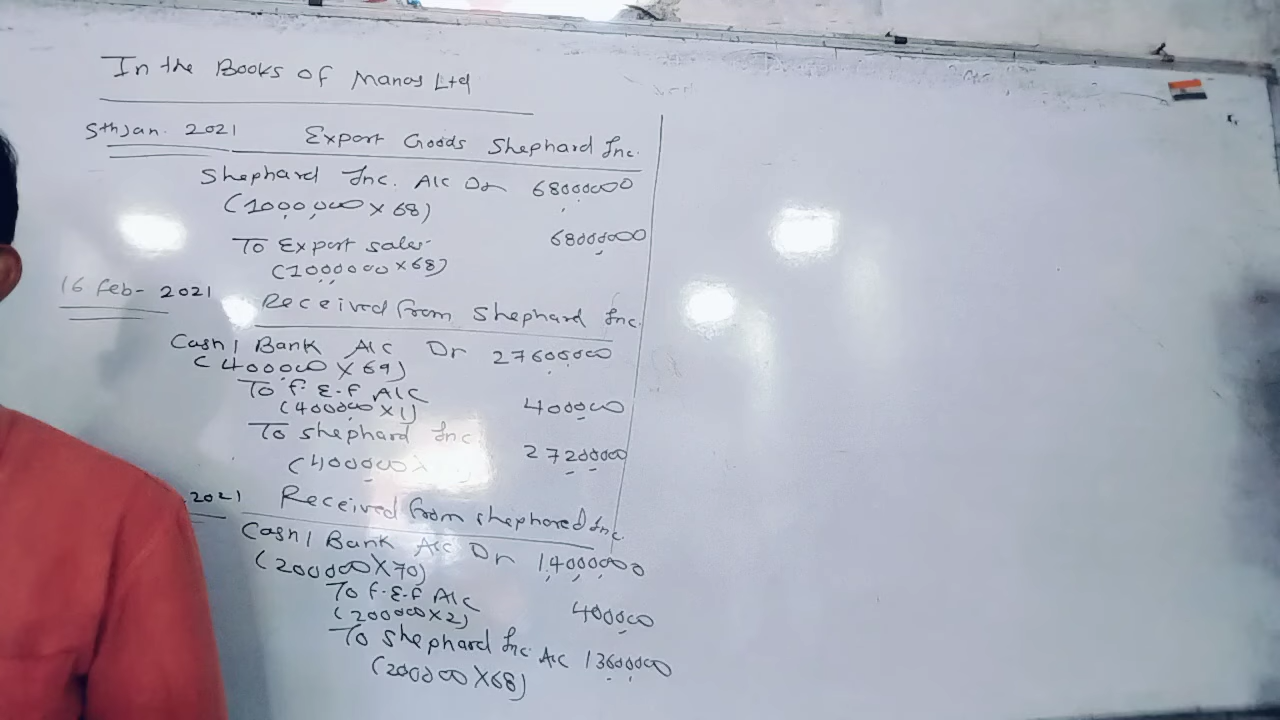 In the Books of Manas Ltd
5th Jan. 2021 Export Goods Shephard Inc.
Shephard Inc. A/c Dr 68000000
(1000,000 X 68)
To Export sales 68000000
(1000000 X 68)
16 Feb- 2021 Received from Shephard Inc.
Cash/ Bank A/c Dr 27600000
(400000 X 69)
To F.E.F A/C 400000
(400000 X 1)
To shephard Inc 27200000
(400000 X
2021 Received from shephored Inc
Cash/ Bank A/c Dr 14000000
(200000 X 70)
To F.E.F A/C 400000
(200000 X 2)
To shephard Inc. A/c 13600000
(200000 X 68)